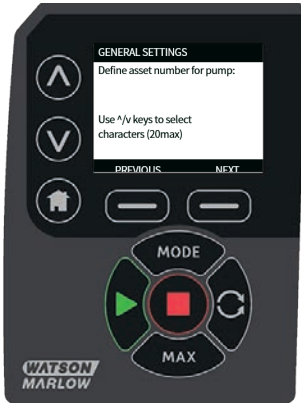 GENERAL SETTINGS
Define asset number for pump:
Use ^/v keys to select
characters (20max)
PREVIOUS NEXT
MODE
MAX
WATSON
MARLOW